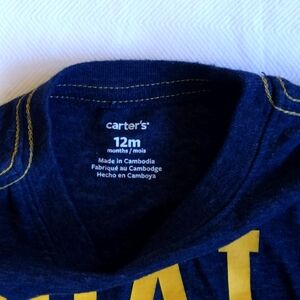 carter's
12m
months / mois
Made in Cambodia
Fabriqué au Cambodge
Hecho en Camboya